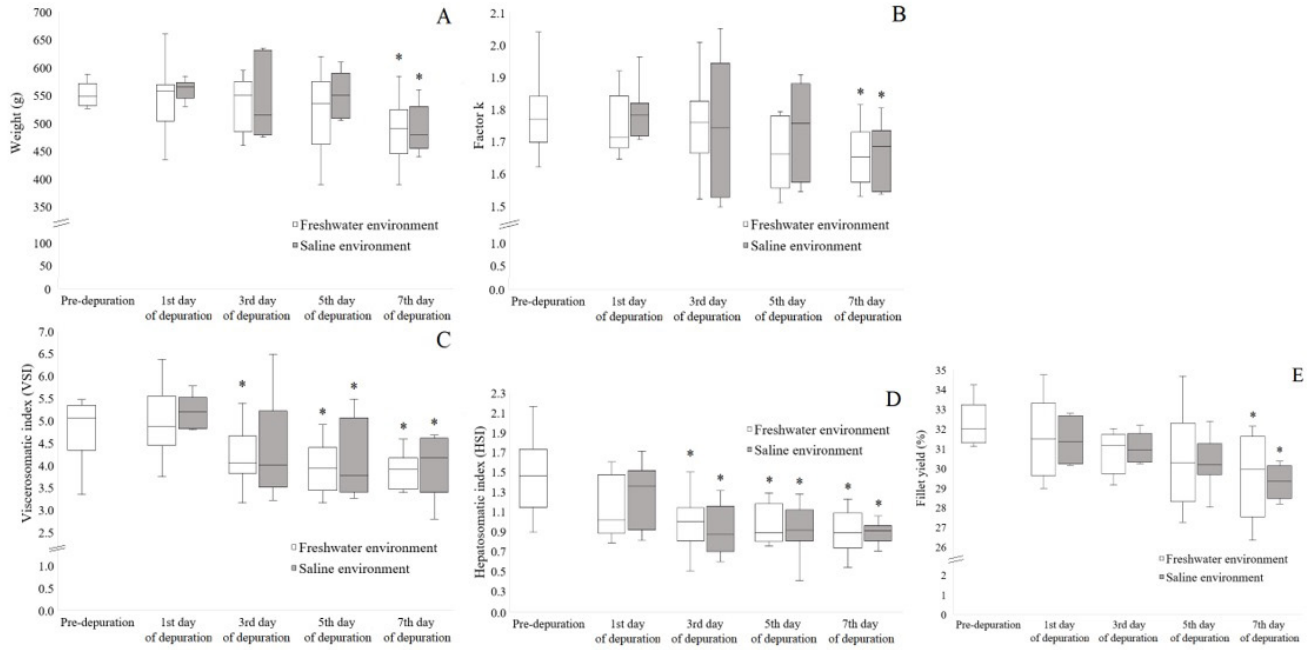 A
Weight (g)
700
650
600
550
500
450
400
350
100
50
0
* *
Freshwater environment
Saline environment
Pre-depuration
1st day
of depuration
3rd day
of depuration
5th day
of depuration
7th day
of depuration
B
Factor k
2.1
2.0
1.9
1.8
1.7
1.6
1.5
1.0
0.0
* *
Freshwater environment
Saline environment
Pre-depuration
1st day
of depuration
3rd day
of depuration
5th day
of depuration
7th day
of depuration
C
Viscerosomatic index (VSI)
7.0
6.5
6.0
5.5
5.0
4.5
4.0
3.5
3.0
2.5
1.0
0.5
0.0
* * * * *
Freshwater environment
Saline environment
Pre-depuration
1st day
of depuration
3rd day
of depuration
5th day
of depuration
7th day
of depuration
D
Hepatosomatic index (HSI)
2.3
2.1
1.9
1.7
1.5
1.3
1.1
0.9
0.7
0.5
0.3
0.0
* * * * * *
Freshwater environment
Saline environment
Pre-depuration
1st day
of depuration
3rd day
of depuration
5th day
of depuration
7th day
of depuration
E
Fillet yield (%)
35
34
33
32
31
30
29
28
27
26
2
1
0
* *
Freshwater environment
Saline environment
Pre-depuration
1st day
of depuration
3rd day
of depuration
5th day
of depuration
7th day
of depuration